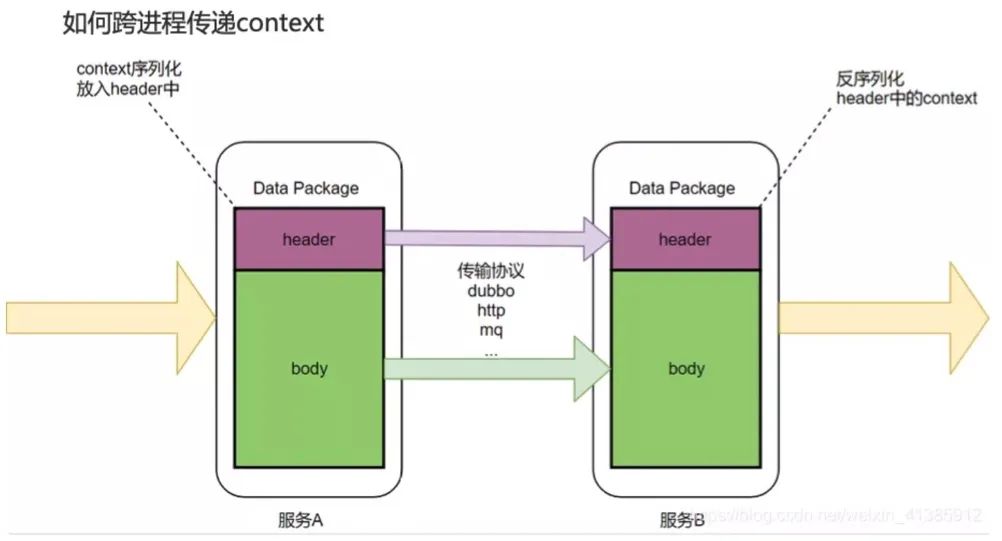 如何跨进程传递context
context序列化
放入header中
反序列化
header中的context
Data Package
Data Package
header
header
传输协议
dubbo
http
mq
...
body
body
服务A
服务B
https://blog.csdn.net/weixin_41385912